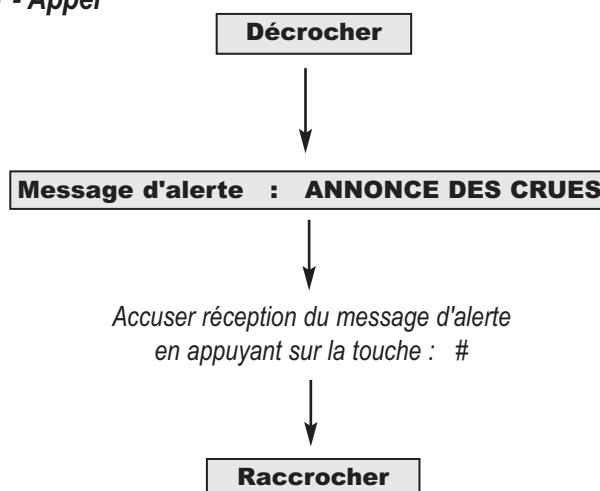 - Appel
Décrocher
Message d'alerte : ANNONCE DES CRUES
Accuser réception du message d'alerte
en appuyant sur la touche : #
Raccrocher